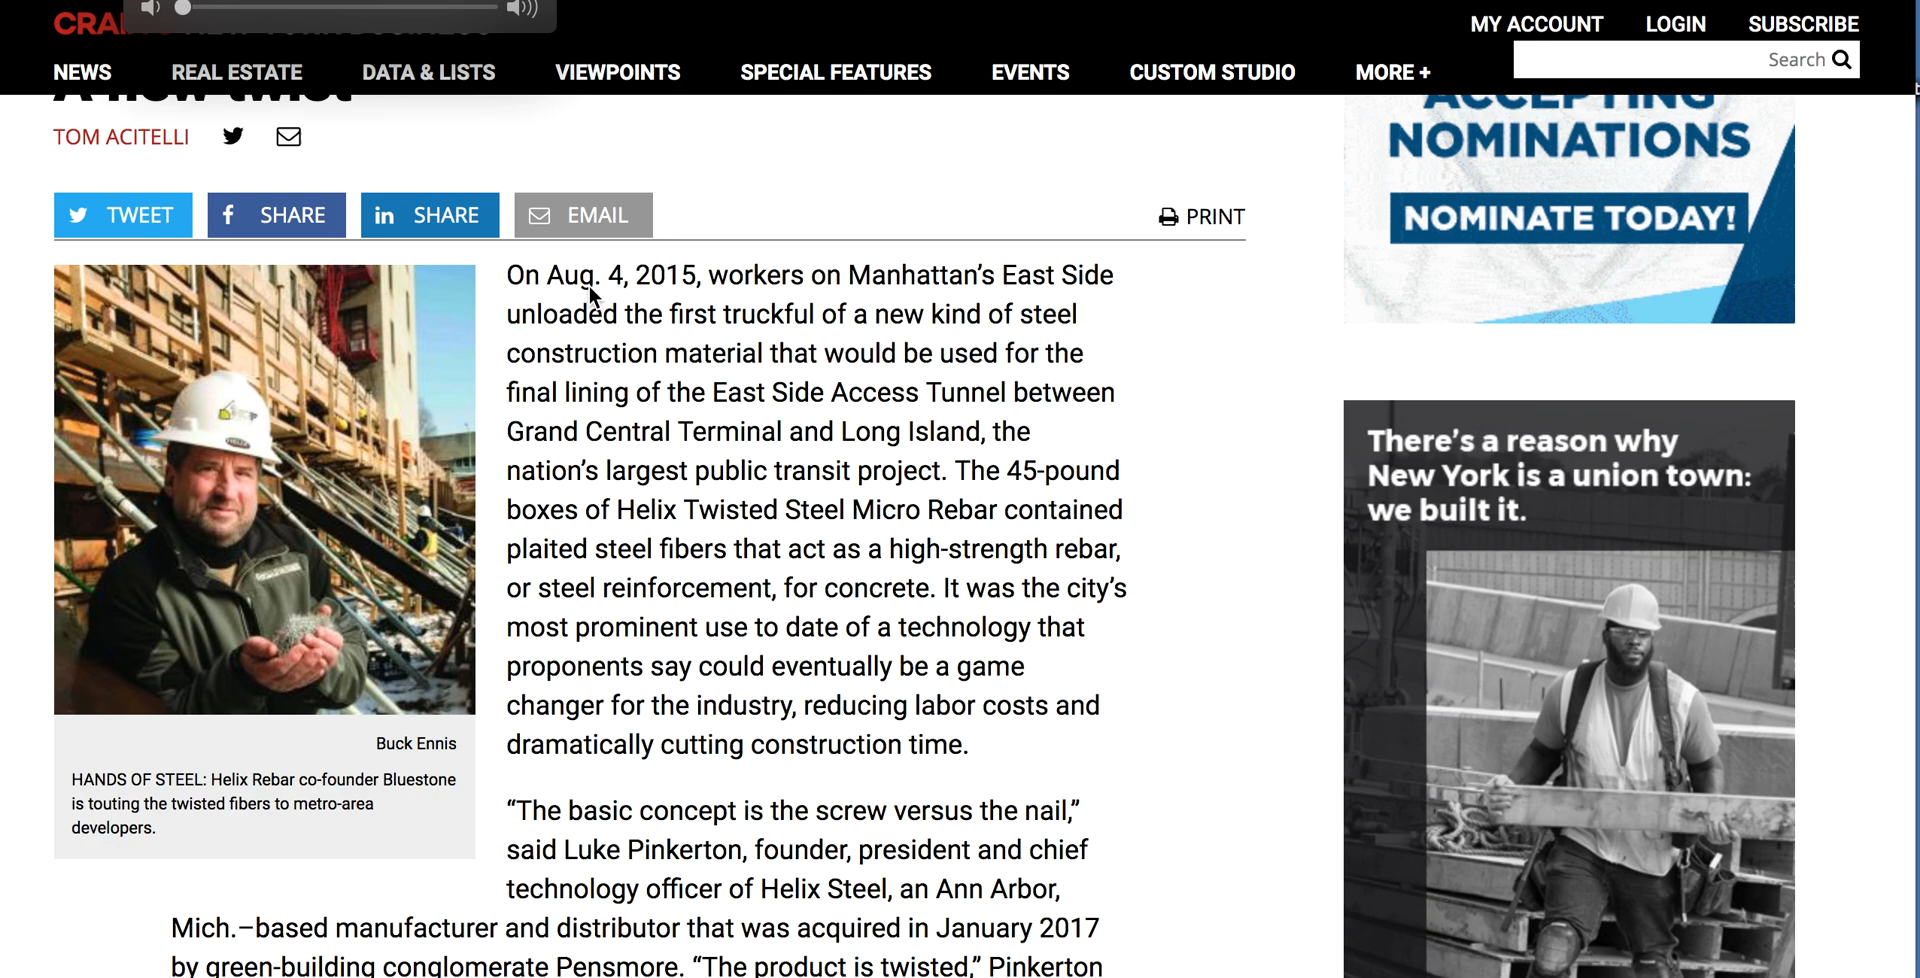 MY ACCOUNT LOGIN SUBSCRIBE
NEWS REAL ESTATE DATA & LISTS VIEWPOINTS SPECIAL FEATURES EVENTS CUSTOM STUDIO MORE +
Search
TOM ACITELLI
TWEET SHARE SHARE EMAIL
PRINT
On Aug. 4, 2015, workers on Manhattan’s East Side
unloaded the first truckful of a new kind of steel
construction material that would be used for the
final lining of the East Side Access Tunnel between
Grand Central Terminal and Long Island, the
nation’s largest public transit project. The 45-pound
boxes of Helix Twisted Steel Micro Rebar contained
plaited steel fibers that act as a high-strength rebar,
or steel reinforcement, for concrete. It was the city’s
most prominent use to date of a technology that
proponents say could eventually be a game
changer for the industry, reducing labor costs and
dramatically cutting construction time.
Buck Ennis
HANDS OF STEEL: Helix Rebar co-founder Bluestone
is touting the twisted fibers to metro-area
developers.
“The basic concept is the screw versus the nail,”
said Luke Pinkerton, founder, president and chief
technology officer of Helix Steel, an Ann Arbor,
Mich.–based manufacturer and distributor that was acquired in January 2017
by green-building conglomerate Pensmore. “The product is twisted,” Pinkerton
ACCEPTING
NOMINATIONS
NOMINATE TODAY!
There’s a reason why
New York is a union town:
we built it.